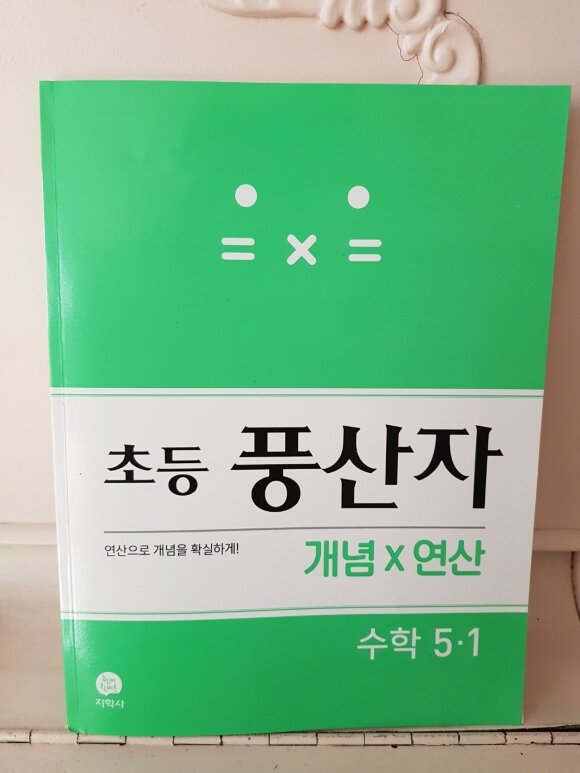 = × =
초등 풍산자
연산으로 개념을 확실하게!
개념 x 연산
수학 5·1
지학사